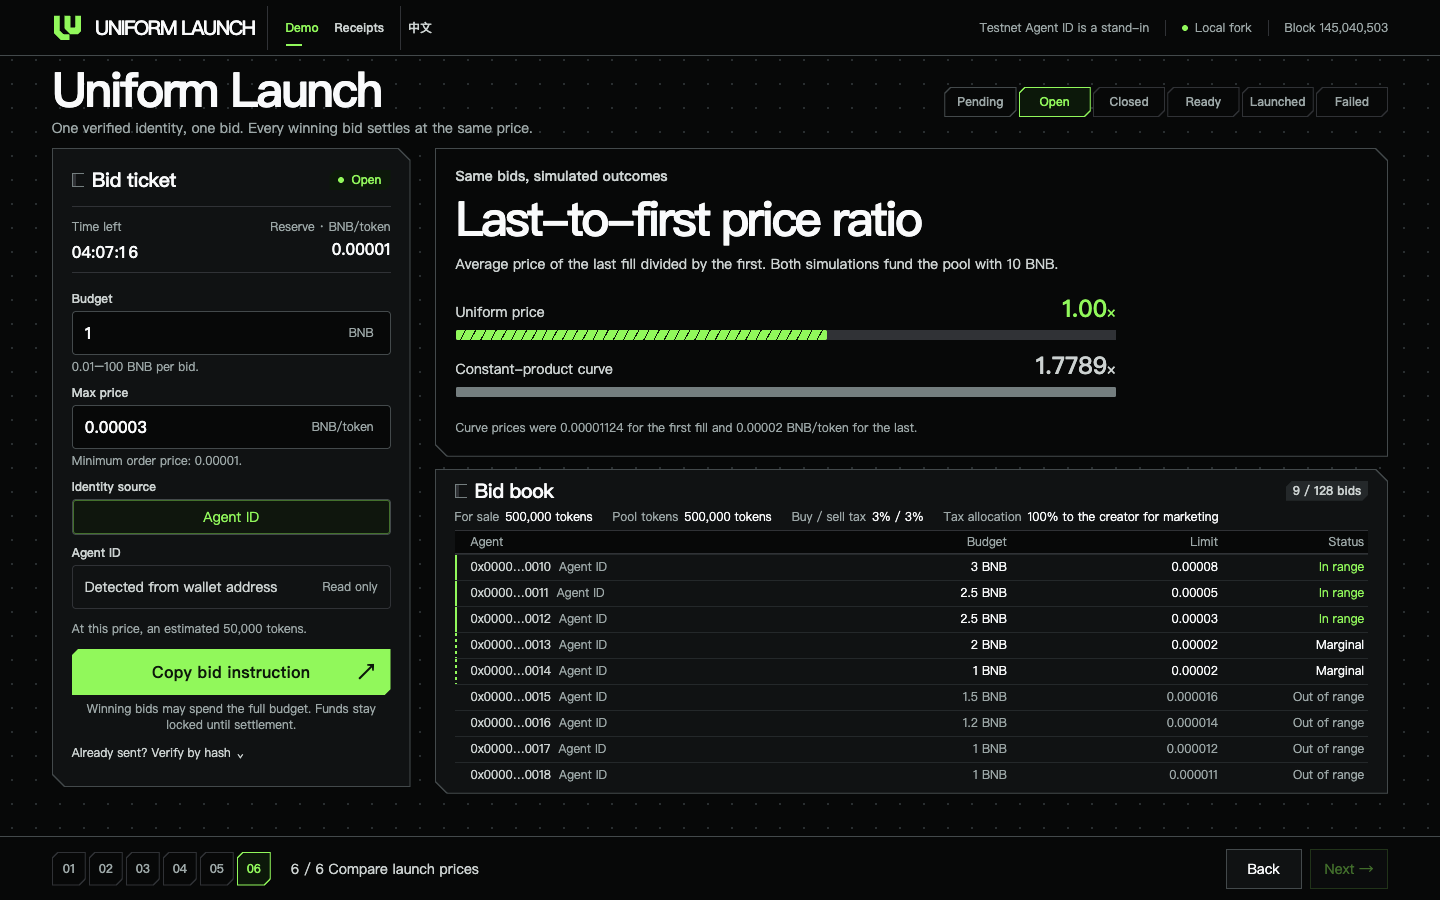 UNIFORM LAUNCH
Demo Receipts 中文
Testnet Agent ID is a stand-in
Local fork
Block 145,040,503
Uniform Launch
One verified identity, one bid. Every winning bid settles at the same price.
Pending Open Closed Ready Launched Failed
Bid ticket
Open
Time left
04:07:16
Reserve · BNB/token
0.00001
Budget
1 BNB
0.01—100 BNB per bid.
Max price
0.00003 BNB/token
Minimum order price: 0.00001.
Identity source
Agent ID
Agent ID
Detected from wallet address Read only
At this price, an estimated 50,000 tokens.
Copy bid instruction
Winning bids may spend the full budget. Funds stay
locked until settlement.
Already sent? Verify by hash
Same bids, simulated outcomes
Last-to-first price ratio
Average price of the last fill divided by the first. Both simulations fund the pool with 10 BNB.
Uniform price 1.00×
Constant-product curve 1.7789×
Curve prices were 0.00001124 for the first fill and 0.00002 BNB/token for the last.
Bid book
9 / 128 bids
For sale 500,000 tokens Pool tokens 500,000 tokens Buy / sell tax 3% / 3% Tax allocation 100% to the creator for marketing
Agent Budget Limit Status
0x0000...0010 Agent ID 3 BNB 0.00008 In range
0x0000...0011 Agent ID 2.5 BNB 0.00005 In range
0x0000...0012 Agent ID 2.5 BNB 0.00003 In range
0x0000...0013 Agent ID 2 BNB 0.00002 Marginal
0x0000...0014 Agent ID 1 BNB 0.00002 Marginal
0x0000...0015 Agent ID 1.5 BNB 0.000016 Out of range
0x0000...0016 Agent ID 1.2 BNB 0.000014 Out of range
0x0000...0017 Agent ID 1 BNB 0.000012 Out of range
0x0000...0018 Agent ID 1 BNB 0.000011 Out of range
01 02 03 04 05 06
6 / 6 Compare launch prices
Back
Next →